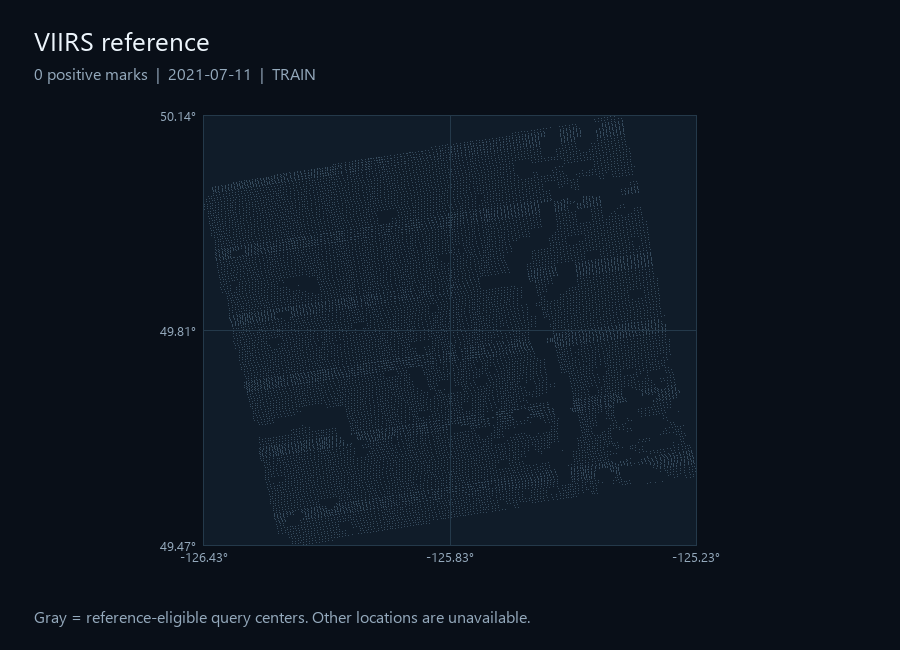 VIIRS reference
0 positive marks | 2021-07-11 | TRAIN
50.14°
49.81°
49.47°
-126.43°
-125.83°
-125.23°
Gray = reference-eligible query centers. Other locations are unavailable.